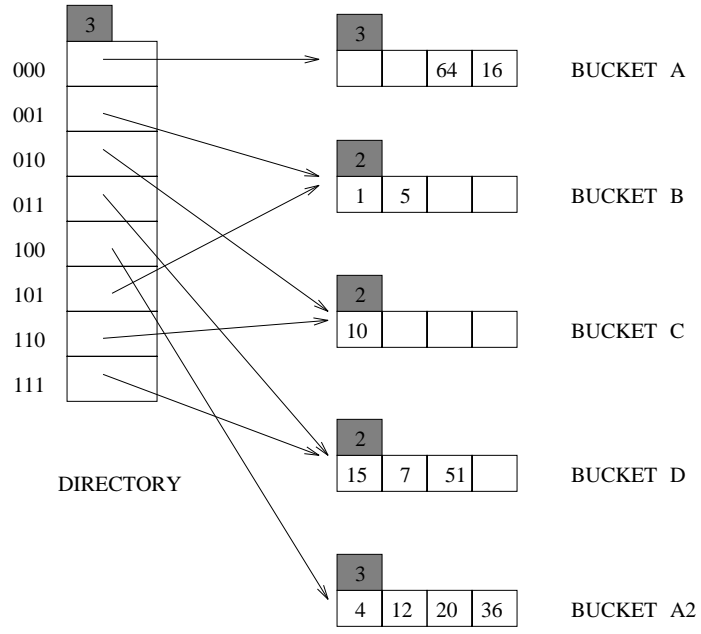 3
000
001
010
011
100
101
110
111
DIRECTORY
3
64 16
BUCKET A
2
1 5
BUCKET B
2
10
BUCKET C
2
15 7 51
BUCKET D
3
4 12 20 36
BUCKET A2